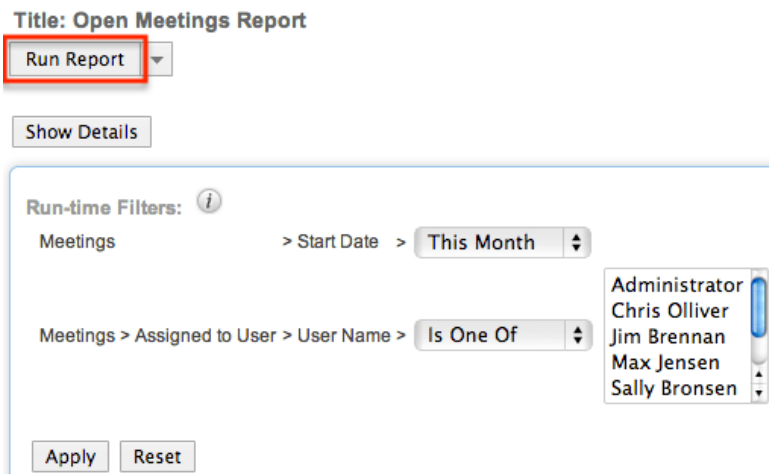 Title: Open Meetings Report
Run Report
Show Details
Run-time Filters: i
Meetings > Start Date > This Month
Meetings > Assigned to User > User Name > Is One Of
Administrator
Chris Olliver
Jim Brennan
Max Jensen
Sally Bronsen
Apply Reset